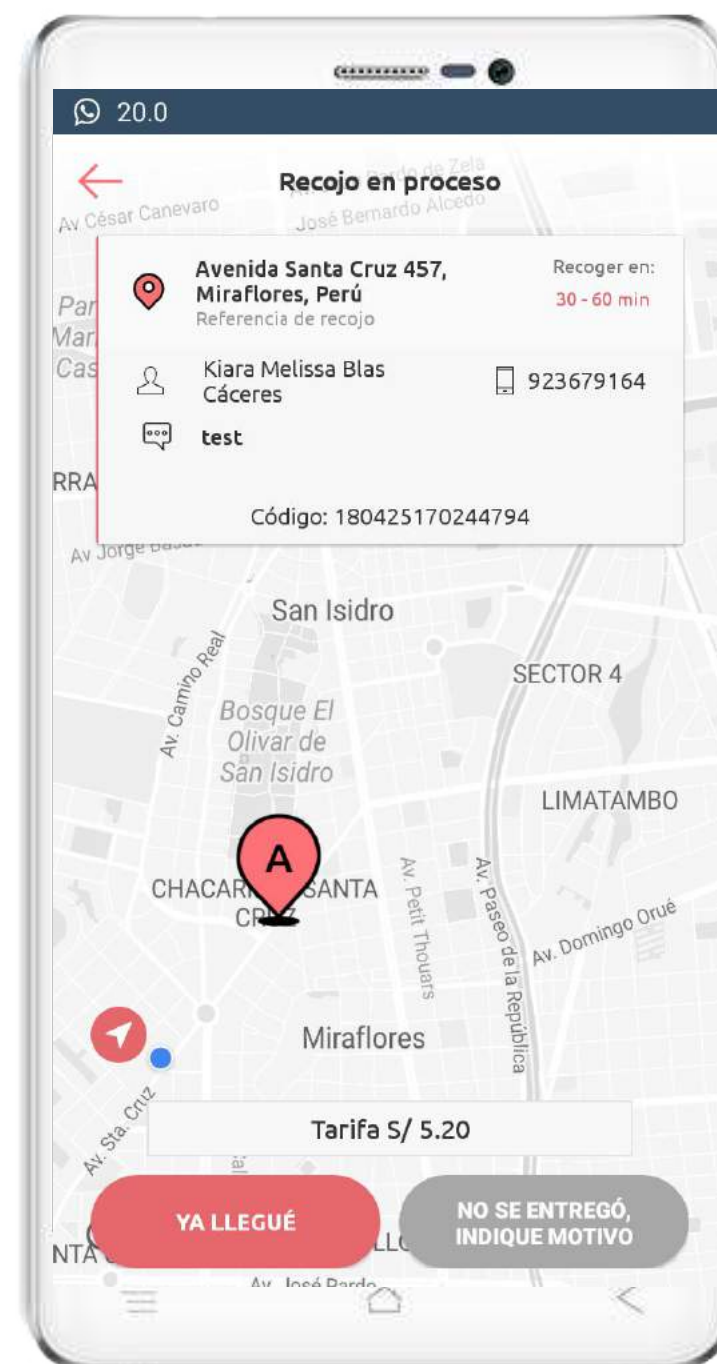 20.0
Recojo en proceso
Av César Canevaro
José Bernardo Alcedo
Avenida Santa Cruz 457,
Miraflores, Perú
Referencia de recojo
Recoger en:
30 - 60 min
Kiara Melissa Blas
Cáceres
923679164
test
Código: 180425170244794
Av Jorge
San Isidro
Av. Camino Real
SECTOR 4
Bosque El
Olivar de
San Isidro
LIMATAMBO
A
SANTA
Av. Petit Thouars
Av. Paseo de la República
Av. Domingo Orué
Miraflores
Av. Sta. Cruz
Tarifa S/ 5.20
YA LLEGUÉ
NO SE ENTREGÓ,
INDIQUE MOTIVO
Av. José Pardo